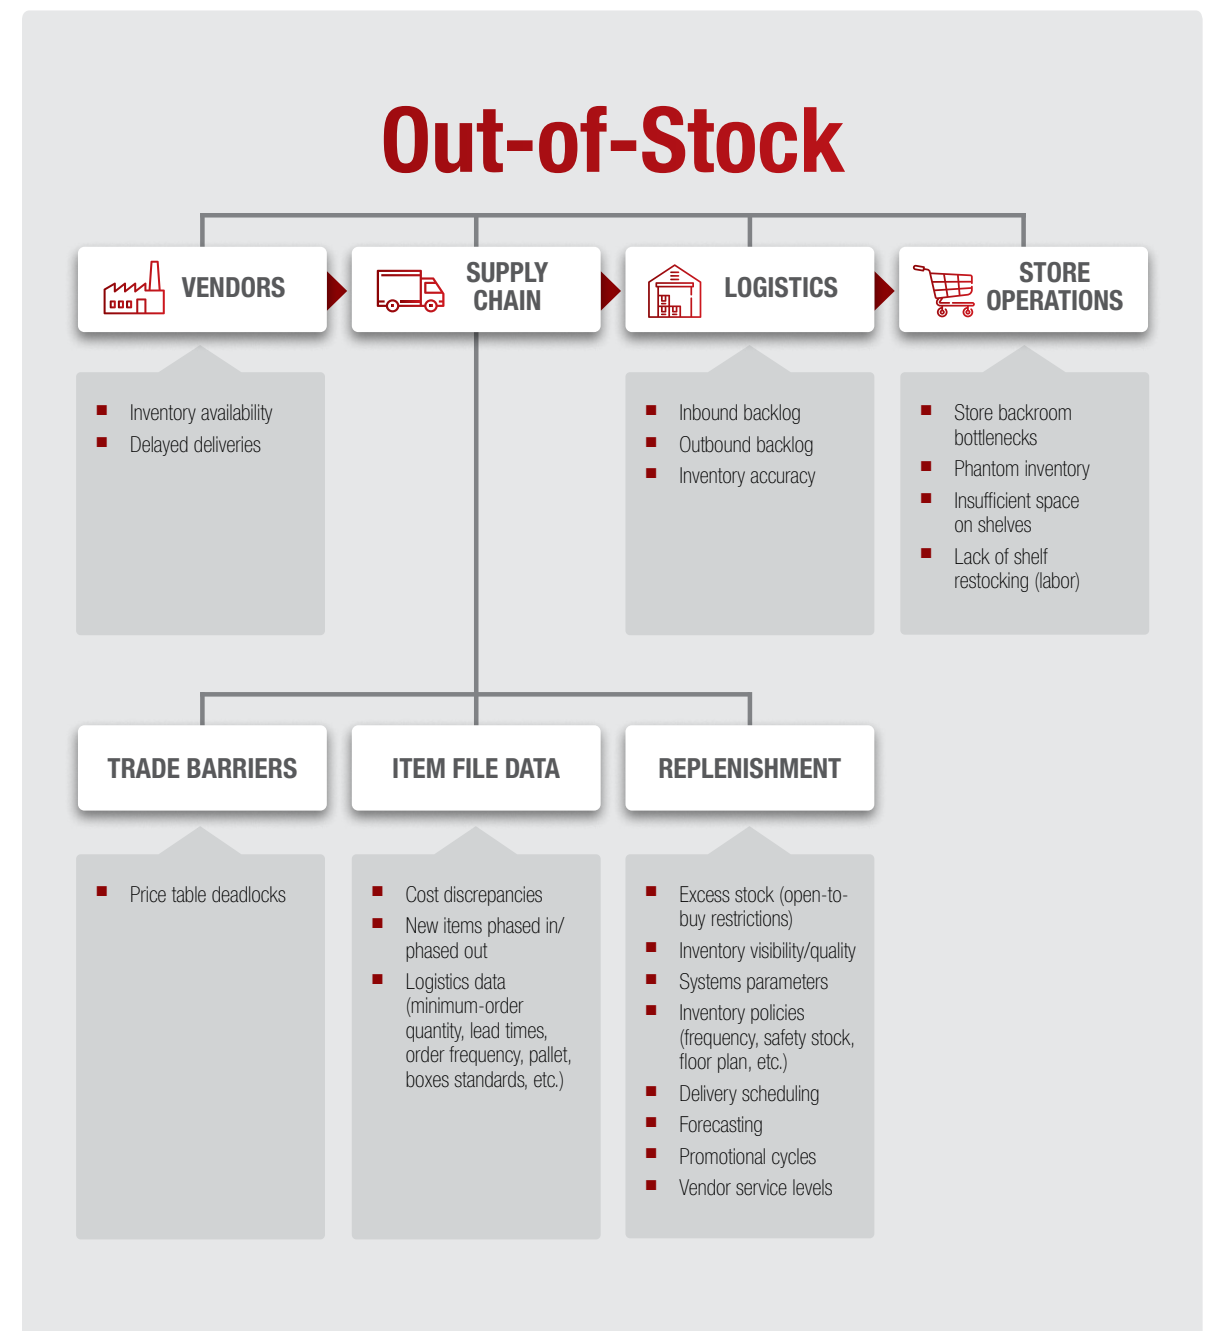 Out-of-Stock
VENDORS
SUPPLY
CHAIN
LOGISTICS
STORE
OPERATIONS
Inventory availability
Delayed deliveries
Inbound backlog
Outbound backlog
Inventory accuracy
Store backroom
bottlenecks
Phantom inventory
Insufficient space
on shelves
Lack of shelf
restocking (labor)
TRADE BARRIERS
ITEM FILE DATA
REPLENISHMENT
Price table deadlocks
Cost discrepancies
New items phased in/
phased out
Logistics data
(minimum-order
quantity, lead times,
order frequency, pallet,
boxes standards, etc.)
Excess stock (open-to-
buy restrictions)
Inventory visibility/quality
Systems parameters
Inventory policies
(frequency, safety stock,
floor plan, etc.)
Delivery scheduling
Forecasting
Promotional cycles
Vendor service levels